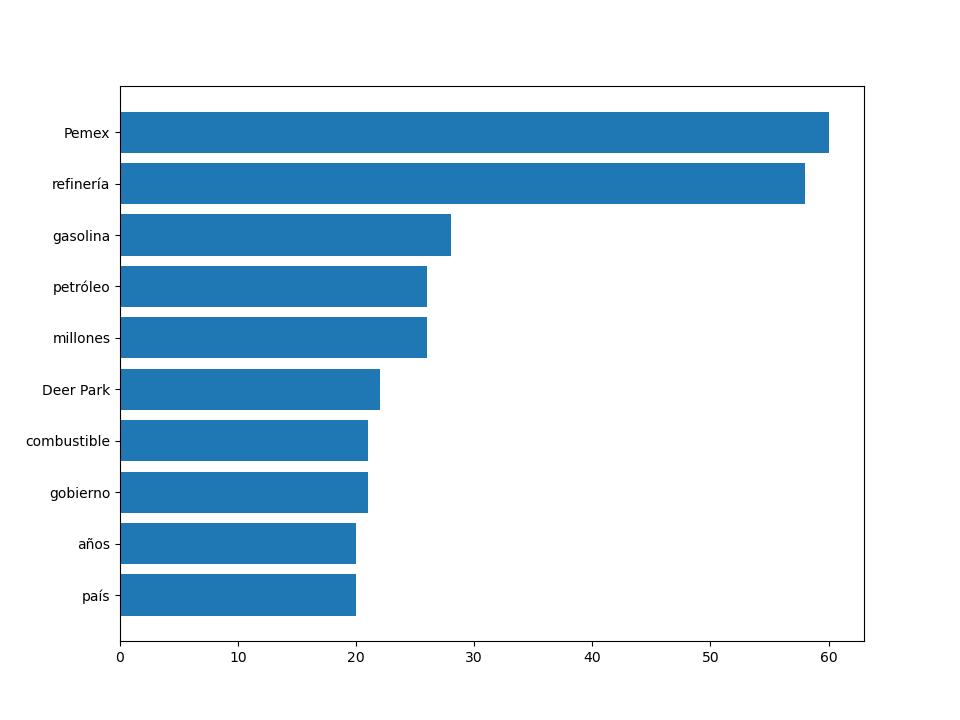 Pemex
refinería
gasolina
petróleo
millones
Deer Park
combustible
gobierno
años
país
0 10 20 30 40 50 60